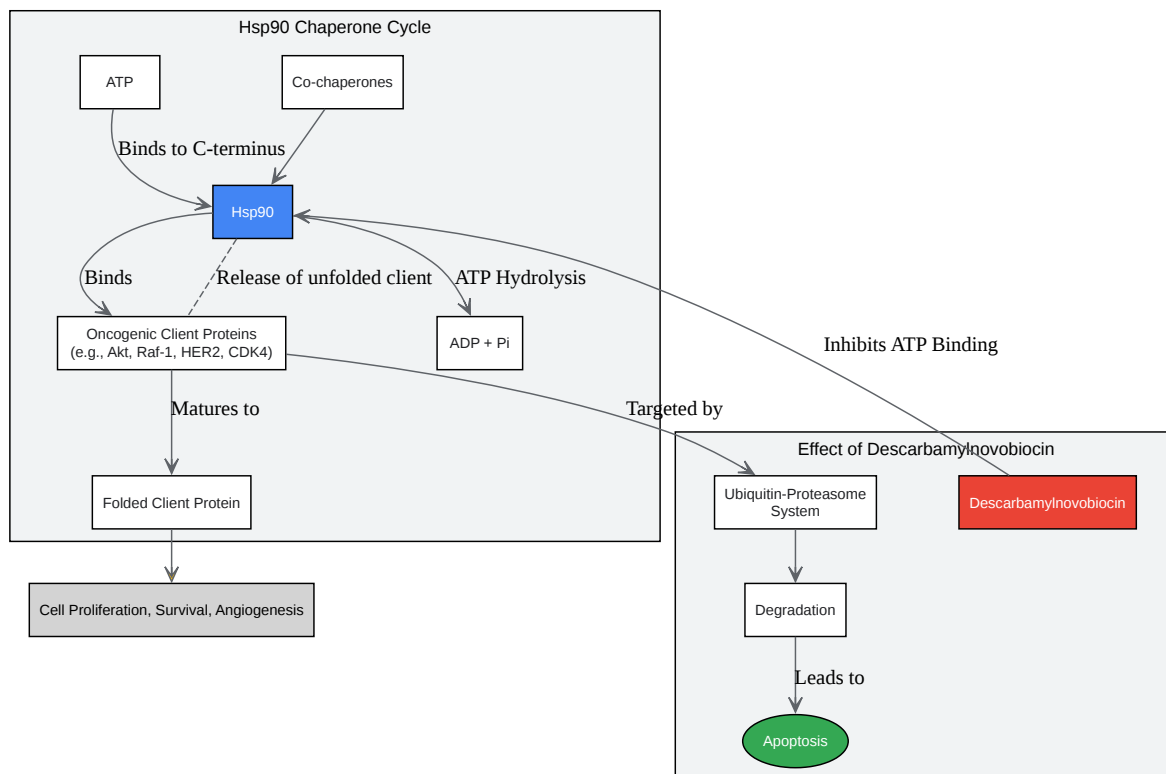 Hsp90 Chaperone Cycle
ATP
Co-chaperones
Binds to C-terminus
Hsp90
Binds
Release of unfolded client
ATP Hydrolysis
Oncogenic Client Proteins
(e.g., Akt, Raf-1, HER2, CDK4)
ADP + Pi
Inhibits ATP Binding
Matures to
Targeted by
Effect of Descarbamylnovobiocin
Folded Client Protein
Ubiquitin-Proteasome
System
Descarbamylnovobiocin
Cell Proliferation, Survival, Angiogenesis
Degradation
Leads to
Apoptosis